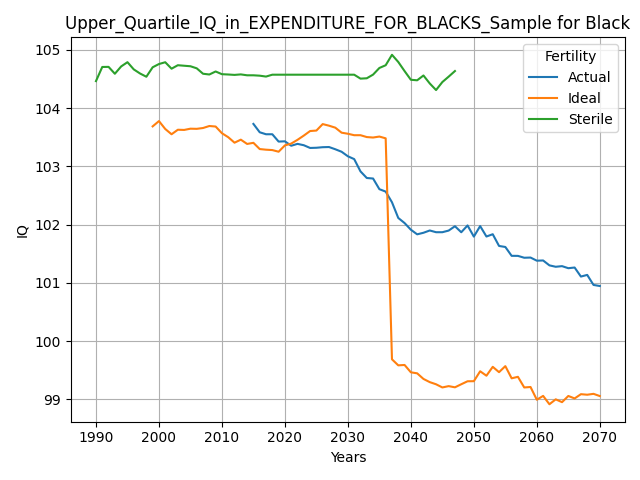 Upper_Quartile_IQ_in_EXPENDITURE_FOR_BLACKS_Sample for Black
105
104
103
102
101
100
99
IQ
Fertility
Actual
Ideal
Sterile
1990 2000 2010 2020 2030 2040 2050 2060 2070
Years